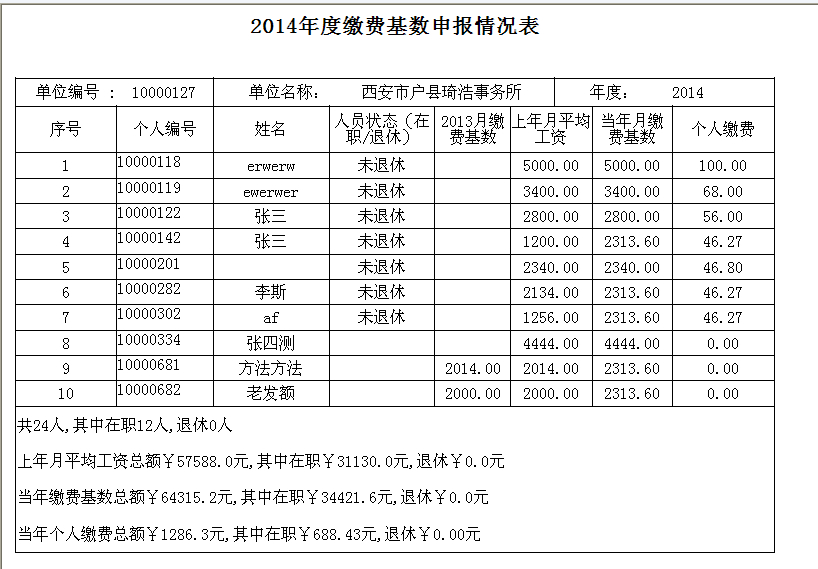 2014年度缴费基数申报情况表
单位编号 : 10000127 单位名称: 西安市户县琦浩事务所 年度: 2014
序号 个人编号 姓名 人员状态（在职/退休） 2013月缴费基数 上年月平均工资 当年月缴费基数 个人缴费
1 10000118 erwerw 未退休 5000.00 5000.00 100.00
2 10000119 ewerwer 未退休 3400.00 3400.00 68.00
3 10000122 张三 未退休 2800.00 2800.00 56.00
4 10000142 张三 未退休 1200.00 2313.60 46.27
5 10000201 未退休 2340.00 2340.00 46.80
6 10000282 李斯 未退休 2134.00 2313.60 46.27
7 10000302 af 未退休 1256.00 2313.60 46.27
8 10000334 张四测 4444.00 4444.00 0.00
9 10000681 方法方法 2014.00 2014.00 2313.60 0.00
10 10000682 老发额 2000.00 2000.00 2313.60 0.00
共24人,其中在职12人,退休0人
上年月平均工资总额￥57588.0元,其中在职￥31130.0元,退休￥0.0元
当年缴费基数总额￥64315.2元,其中在职￥34421.6元,退休￥0.0元
当年个人缴费总额￥1286.3元,其中在职￥688.43元,退休￥0.00元